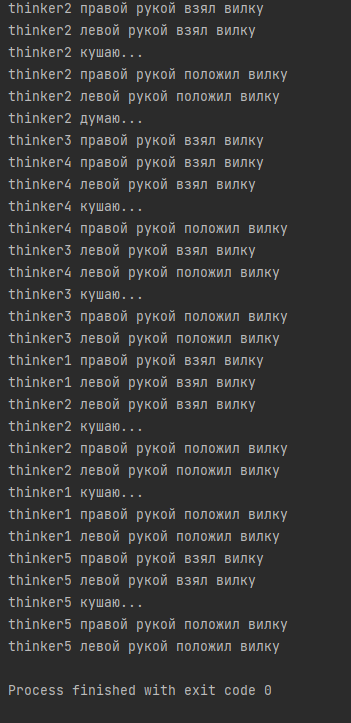 thinker2 правой рукой взял вилку
thinker2 левой рукой взял вилку
thinker2 кушаю...
thinker2 правой рукой положил вилку
thinker2 левой рукой положил вилку
thinker2 думаю...
thinker3 правой рукой взял вилку
thinker4 правой рукой взял вилку
thinker4 левой рукой взял вилку
thinker4 кушаю...
thinker4 правой рукой положил вилку
thinker3 левой рукой взял вилку
thinker4 левой рукой положил вилку
thinker3 кушаю...
thinker3 правой рукой положил вилку
thinker3 левой рукой положил вилку
thinker1 правой рукой взял вилку
thinker1 левой рукой взял вилку
thinker2 левой рукой взял вилку
thinker2 кушаю...
thinker2 правой рукой положил вилку
thinker2 левой рукой положил вилку
thinker1 кушаю...
thinker1 правой рукой положил вилку
thinker1 левой рукой положил вилку
thinker5 правой рукой взял вилку
thinker5 левой рукой взял вилку
thinker5 кушаю...
thinker5 правой рукой положил вилку
thinker5 левой рукой положил вилку
Process finished with exit code 0